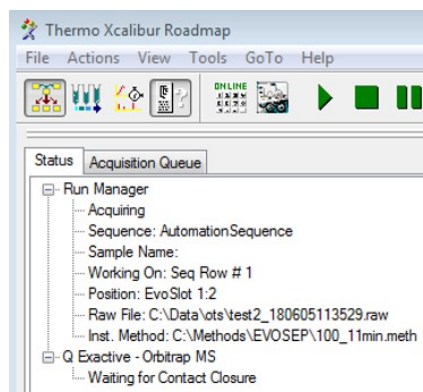 Thermo Xcalibur Roadmap
File Actions View Tools GoTo Help
ON LINE
Status Acquisition Queue
Run Manager
Acquiring
Sequence: AutomationSequence
Sample Name:
Working On: Seq Row # 1
Position: EvoSlot 1:2
Raw File: C:\Data\ots\test2_180605113529.raw
Inst. Method: C:\Methods\EVOSEP\100_11min.meth
Q Exactive - Orbitrap MS
Waiting for Contact Closure